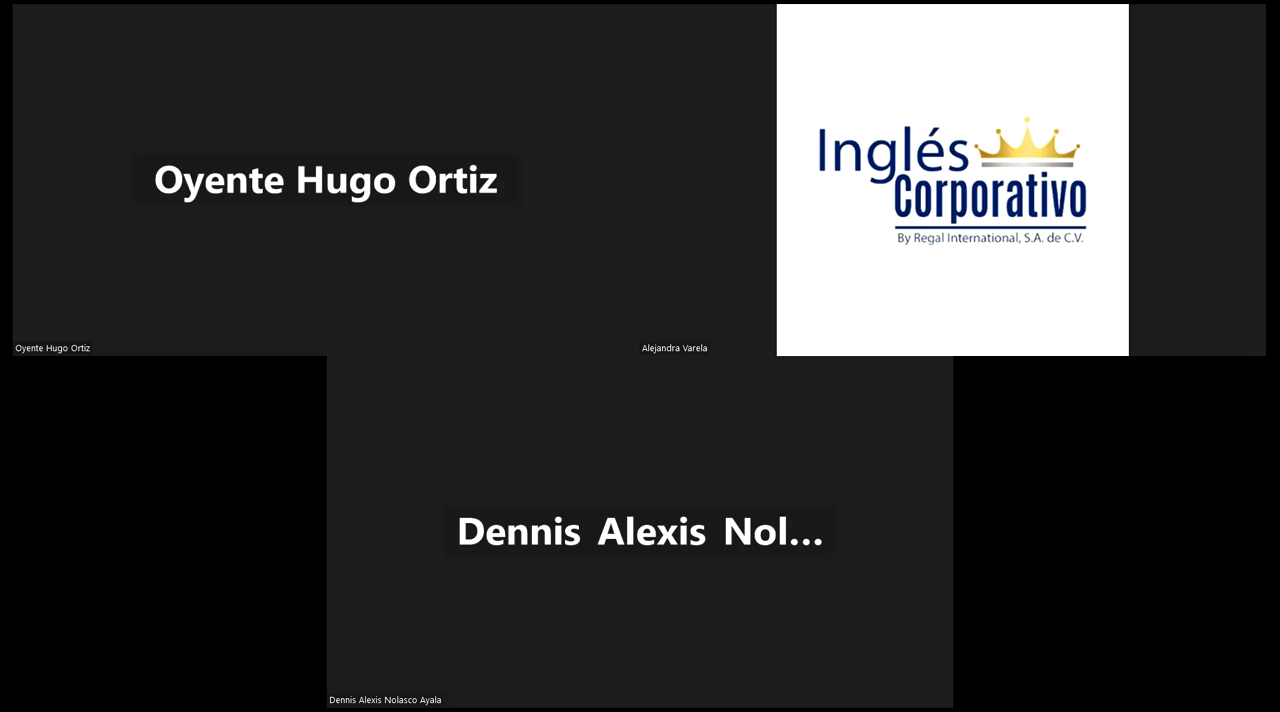 Oyente Hugo Ortiz
Oyente Hugo Ortiz
Inglés
Corporativo
By Regal International, S.A. de C.V.
Alejandra Varela
Dennis Alexis Nol...
Dennis Alexis Nolasco Ayala